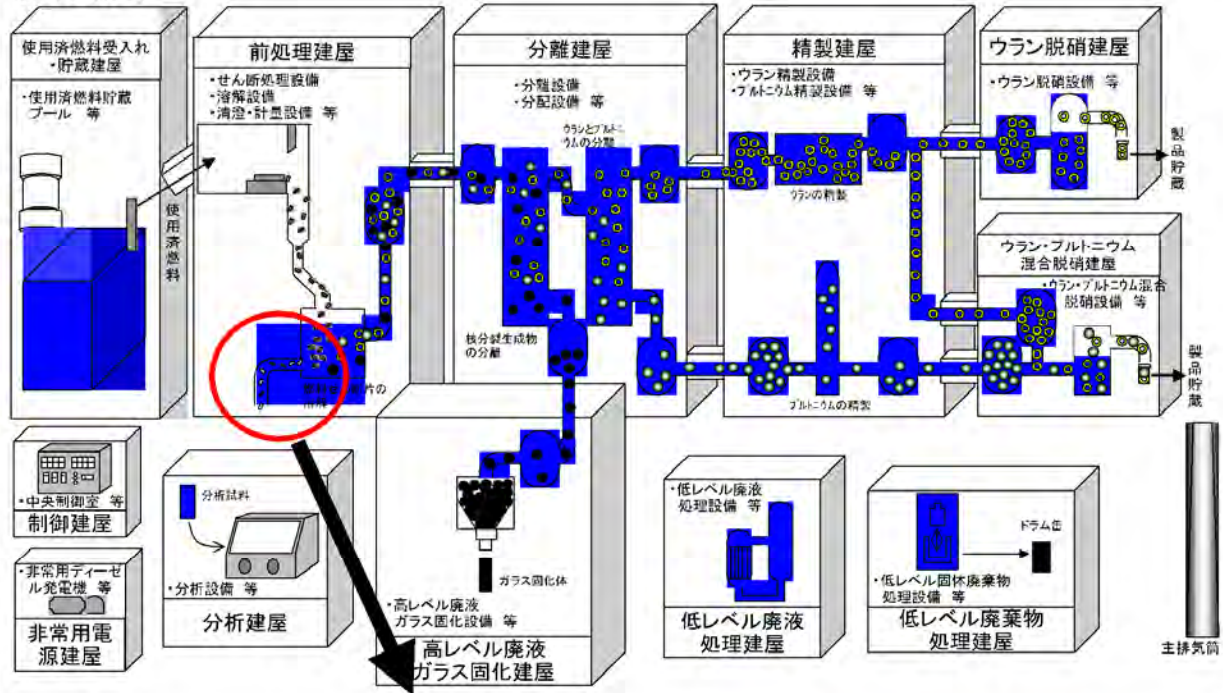 使用済燃料受入れ
・貯蔵建屋
・使用済燃料貯蔵
プール 等
使用済燃料
前処理建屋
・せん断処理設備
・溶解設備
・清澄・計量設備 等
分離建屋
・分離設備
・分配設備 等
ウランとプルトニ
ウムの分離
核分裂生成物
の分離
精製建屋
・ウラン精製設備
・プルトニウム精製設備 等
ウランの精製
プルトニウムの精製
ウラン脱硝建屋
・ウラン脱硝設備 等
製品貯蔵
ウラン・プルトニウム
混合脱硝建屋
・ウラン・プルトニウム混合
脱硝設備 等
製品貯蔵
・中央制御室 等
制御建屋
・非常用ディーゼ
ル発電機 等
非常用電
源建屋
分析試料
・分析設備 等
分析建屋
ガラス固化体
・高レベル廃液
ガラス固化設備 等
高レベル廃液
ガラス固化建屋
・低レベル廃液
処理設備 等
低レベル廃液
処理建屋
ドラム缶
・低レベル固体廃棄物
処理設備 等
低レベル廃棄物
処理建屋
主排気筒